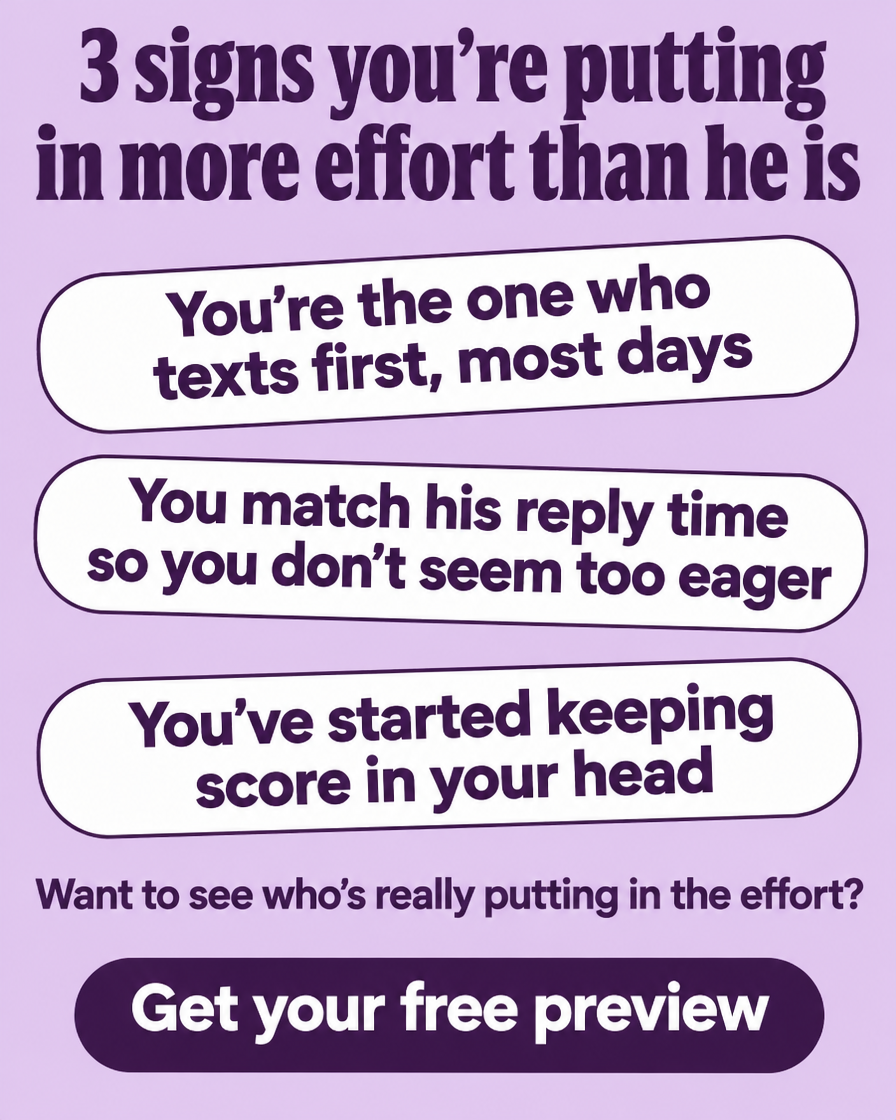 3 signs you’re putting
in more effort than he is
You’re the one who
texts first, most days
You match his reply time
so you don’t seem too eager
You’ve started keeping
score in your head
Want to see who’s really putting in the effort?
Get your free preview